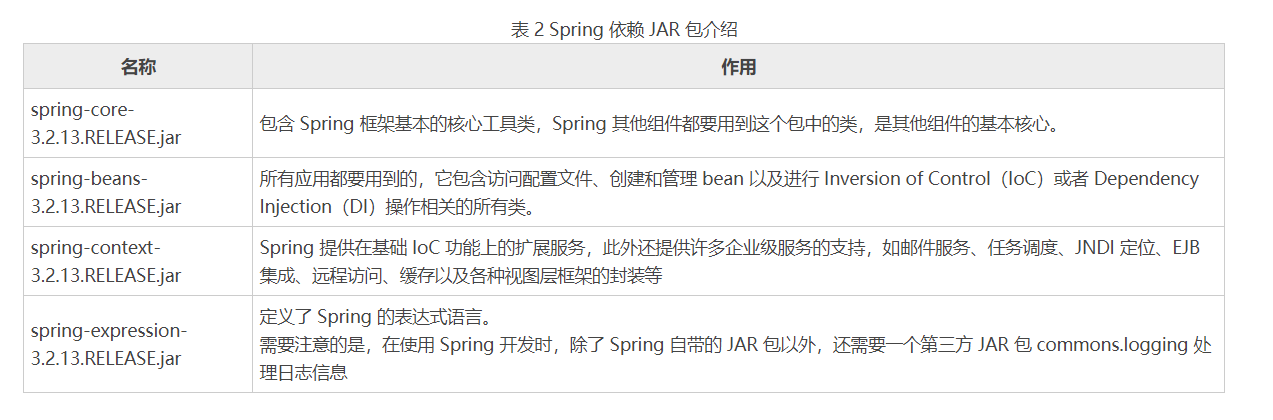 表 2 Spring 依赖 JAR 包介绍
名称
作用
spring-core-
3.2.13.RELEASE.jar
包含 Spring 框架基本的核心工具类，Spring 其他组件都要用到这个包中的类，是其他组件的基本核心。
spring-beans-
3.2.13.RELEASE.jar
所有应用都要用到的，它包含访问配置文件、创建和管理 bean 以及进行 Inversion of Control（IoC）或者 Dependency
Injection（DI）操作相关的所有类。
spring-context-
3.2.13.RELEASE.jar
Spring 提供在基础 IoC 功能上的扩展服务，此外还提供许多企业级服务的支持，如邮件服务、任务调度、JNDI 定位、EJB
集成、远程访问、缓存以及各种视图层框架的封装等
spring-expression-
3.2.13.RELEASE.jar
定义了 Spring 的表达式语言。
需要注意的是，在使用 Spring 开发时，除了 Spring 自带的 JAR 包以外，还需要一个第三方 JAR 包 commons.logging 处
理日志信息